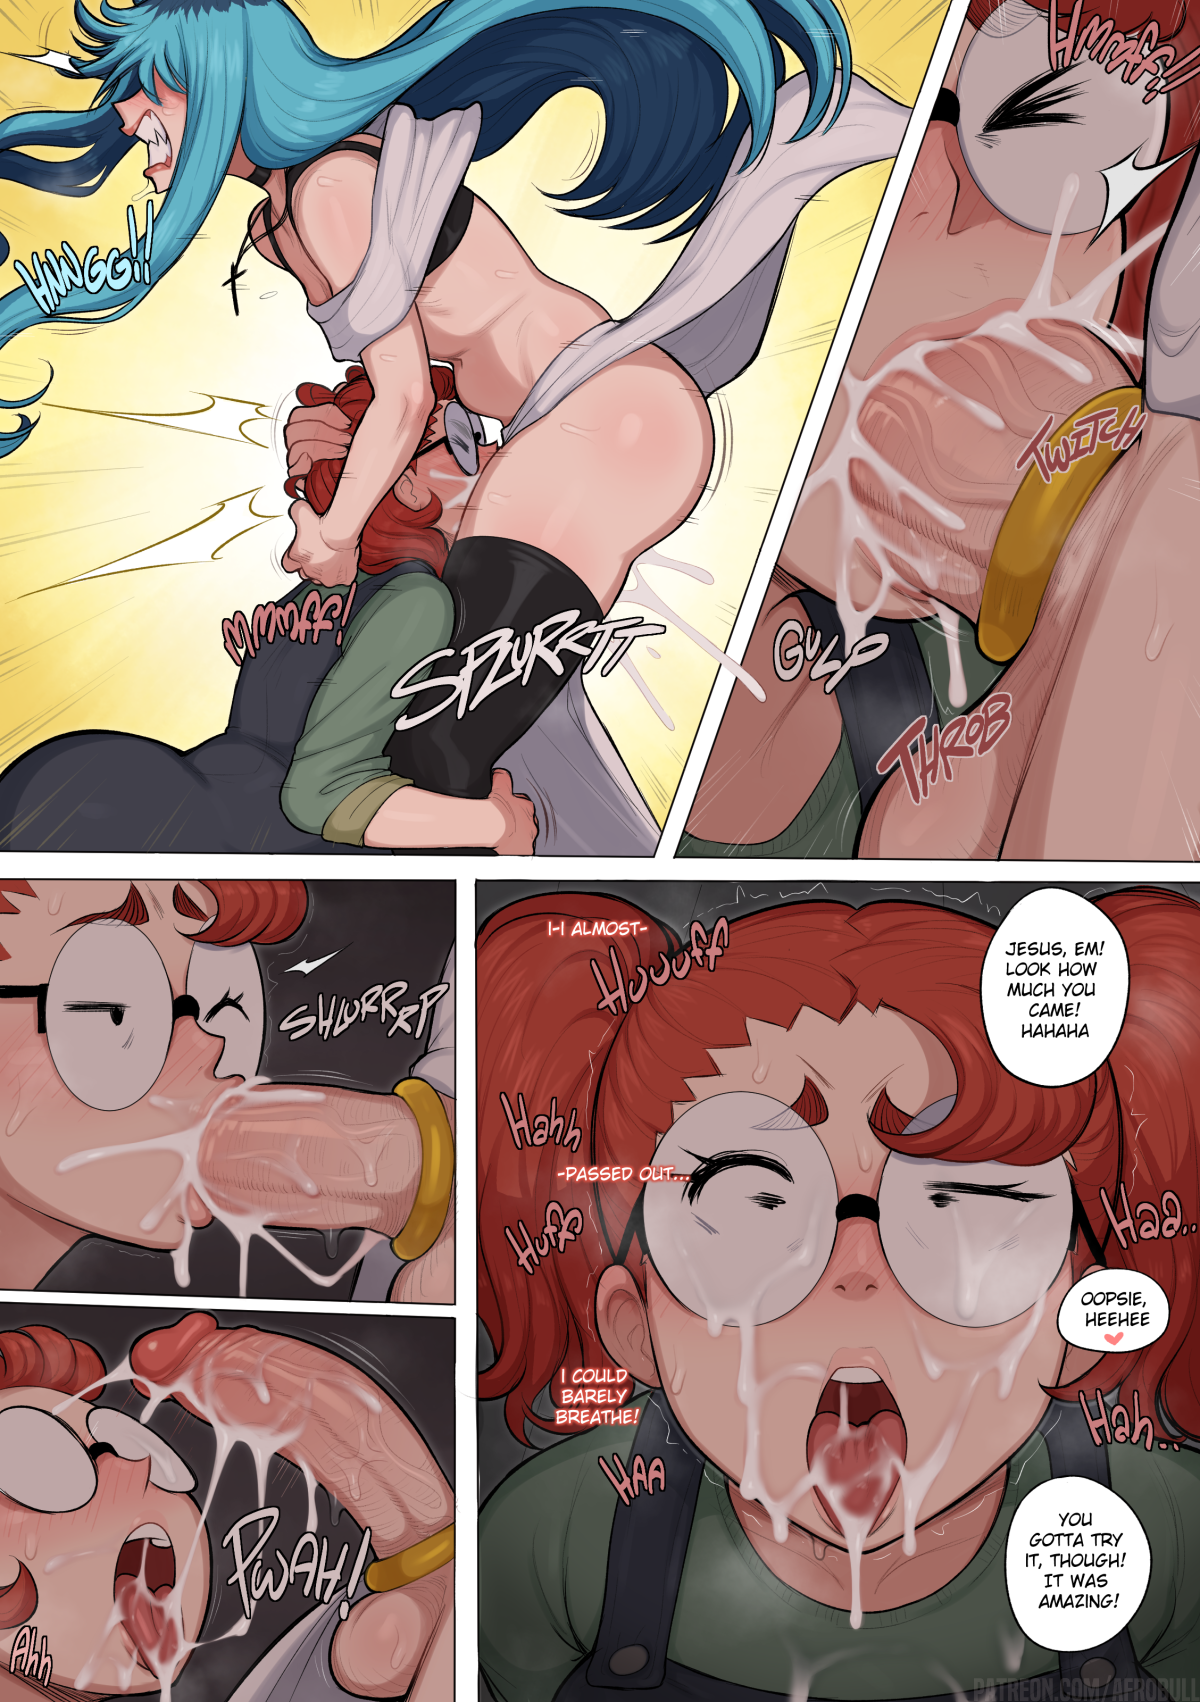 HNNGG!!
MMMFF!
SPLURRTT
HMMFF!!
TWITCH
GULP
THROB
SHLURRRP
PWAH!
Ahh
I-I ALMOST-
Huuuff
JESUS, EM!
LOOK HOW
MUCH YOU
CAME!
HAHAHA
Hahh
-PASSED OUT...
Huff
Haa..
OOPSIE,
HEEHEE
I COULD
BARELY
BREATHE!
HAA
Hah..
YOU
GOTTA TRY
IT, THOUGH!
IT WAS
AMAZING!